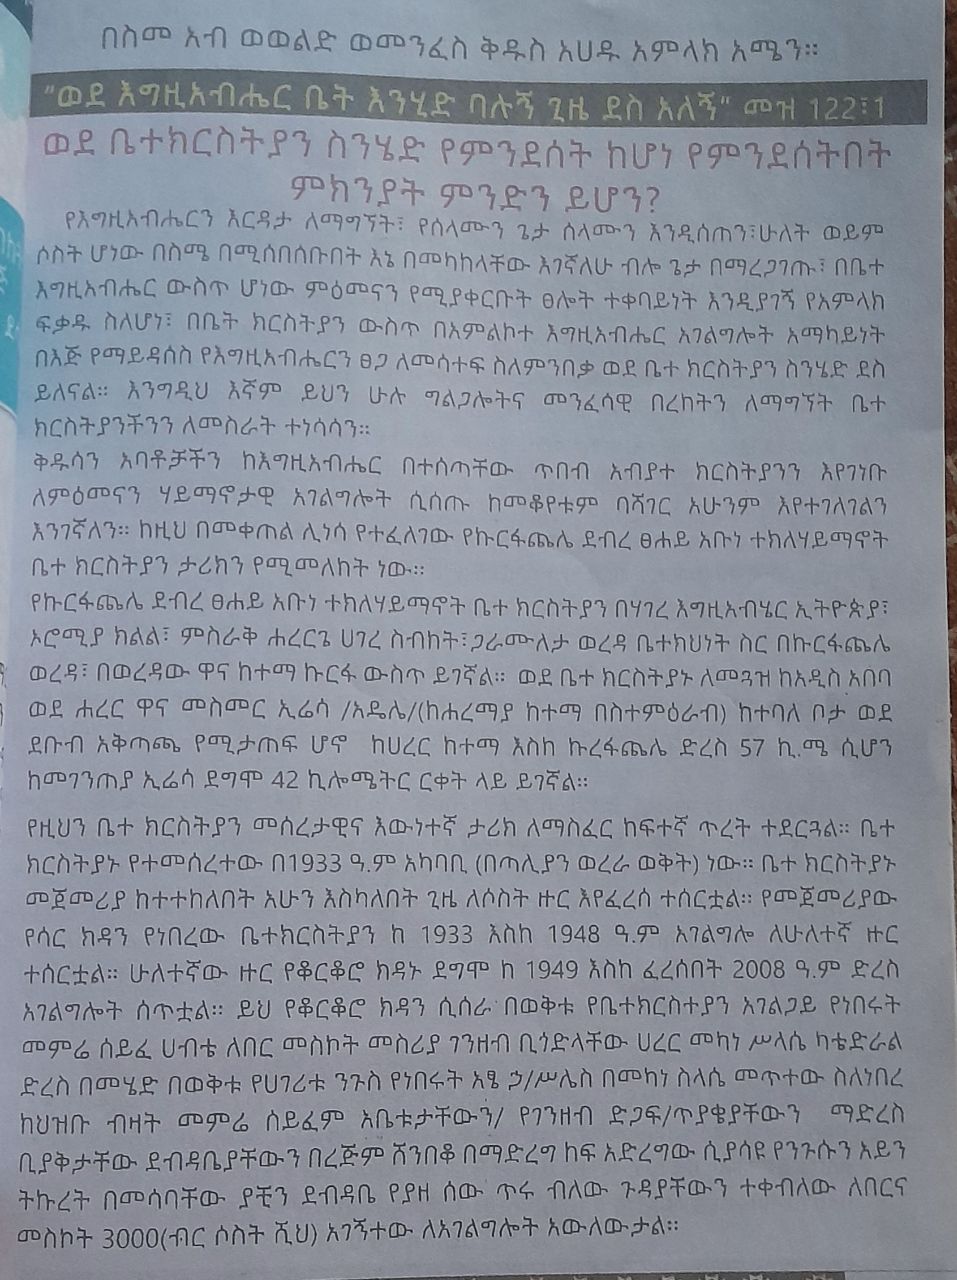 በስመ አብ ወወልድ ወመንፈስ ቅዱስ አሀዱ አምላክ አሜን።
"ወደ እግዚአብሔር ቤት እንሂድ ባሉኝ ጊዜ ደስ አለኝ" መዝ 122፥1
ወደ ቤተክርስትያን ስንሄድ የምንደሰት ከሆነ የምንደሰትበት
ምክንያት ምንድን ይሆን?
የእግዚአብሔርን እርዳታ ለማግኘት፣ የሰላሙን ጌታ ሰላሙን እንዲሰጠን፣ሁለት ወይም
ሶስት ሆነው በስሜ በሚሰበሰቡበት እኔ በመካከላቸው እገኛለሁ ብሎ ጌታ በማረጋገጡ፣ በቤተ
እግዚአብሔር ውስጥ ሆነው ምዕመናን የሚያቀርቡት ፀሎት ተቀባይነት እንዲያገኝ የአምላክ
ፍቃዱ ስለሆነ፣ በቤት ክርስትያን ውስጥ በአምልኮተ እግዚአብሔር አገልግሎት አማካይነት
በእጅ የማይዳሰስ የእግዚአብሔርን ፀጋ ለመሳተፍ ስለምንበቃ ወደ ቤተ ክርስትያን ስንሄድ ደስ
ይለናል። እንግዲህ እኛም ይህን ሁሉ ግልጋሎትና መንፈሳዊ በረከትን ለማግኘት ቤተ
ክርስትያንችንን ለመስራት ተነሳሳን።
ቅዱሳን አባቶቻችን ከእግዚአብሔር በተሰጣቸው ጥበብ አብያተ ክርስትያንን እየገነቡ
ለምዕመናን ሃይማኖታዊ አገልግሎት ሲሰጡ ከመቆየቱም ባሻገር አሁንም እየተገለገልን
እንገኛለን። ከዚህ በመቀጠል ሊነሳ የተፈለገው የኩርፋጨሌ ደብረ ፀሐይ አቡነ ተክለሃይማኖት
ቤተ ክርስትያን ታሪክን የሚመለከት ነው።
የኩርፋጨሌ ደብረ ፀሐይ አቡነ ተክለሃይማኖት ቤተ ክርስትያን በሃገረ እግዚአብሄር ኢትዮጵያ፣
ኦሮሚያ ክልል፣ ምስራቅ ሐረርጌ ሀገረ ስብከት፣ጋራሙለታ ወረዳ ቤተክህነት ስር በኩርፋጨሌ
ወረዳ፣ በወረዳው ዋና ከተማ ኩርፋ ውስጥ ይገኛል። ወደ ቤተ ክርስትያኑ ለመጓዝ ከአዲስ አበባ
ወደ ሐረር ዋና መስመር ኢሬሳ /አዴሌ/(ከሐረማያ ከተማ በስተምዕራብ) ከተባለ ቦታ ወደ
ደቡብ አቅጣጫ የሚታጠፍ ሆኖ ከሀረር ከተማ እስከ ኩረፋጨሌ ድረስ 57 ኪ.ሜ ሲሆን
ከመገንጠያ ኢሬሳ ደግሞ 42 ኪሎሜትር ርቀት ላይ ይገኛል።
የዚህን ቤተ ክርስትያን መሰረታዊና እውነተኛ ታሪክ ለማስፈር ከፍተኛ ጥረት ተደርጓል። ቤተ
ክርስትያኑ የተመሰረተው በ1933 ዓ.ም አካባቢ (በጣሊያን ወረራ ወቅት) ነው። ቤተ ክርስትያኑ
መጀመሪያ ከተተከለበት አሁን እስካለበት ጊዜ ለሶስት ዙር እየፈረሰ ተሰርቷል። የመጀመሪያው
የሳር ክዳን የነበረው ቤተክርስትያን ከ 1933 እስከ 1948 ዓ.ም አገልግሎ ለሁለተኛ ዙር
ተሰርቷል። ሁለተኛው ዙር የቆርቆሮ ክዳኑ ደግሞ ከ 1949 እስከ ፈረሰበት 2008 ዓ.ም ድረስ
አገልግሎት ሰጥቷል። ይህ የቆርቆሮ ክዳን ሲሰራ በወቅቱ የቤተክርስተያን አገልጋይ የነበሩት
መምሬ ሰይፈ ሀብቴ ለበር መስኮት መስሪያ ገንዘብ ቢጎድላቸው ሀረር መካነ ሥላሴ ካቴድራል
ድረስ በመሄድ በወቅቱ የሀገሪቱ ንጉስ የነበሩት አፄ ኃ/ሥሌስ በመካነ ስላሴ መጥተው ስለነበረ
ከህዝቡ ብዛት መምሬ ሰይፈም አቤቱታቸውን/ የገንዘብ ድጋፍ/ጥያቄያቸውን ማድረስ
ቢያቅታቸው ደብዳቤያቸውን በረጅም ሸንበቆ በማድረግ ከፍ አድረግው ሲያሳዩ የንጉሱን አይን
ትኩረት በመሳባቸው ያቺን ደብዳቤ የያዘ ሰው ጥሩ ብለው ጉዳያቸውን ተቀብለው ለበርና
መስኮት 3000(ብር ሶስት ሺህ) አገኝተው ለአገልግሎት አውለውታል።